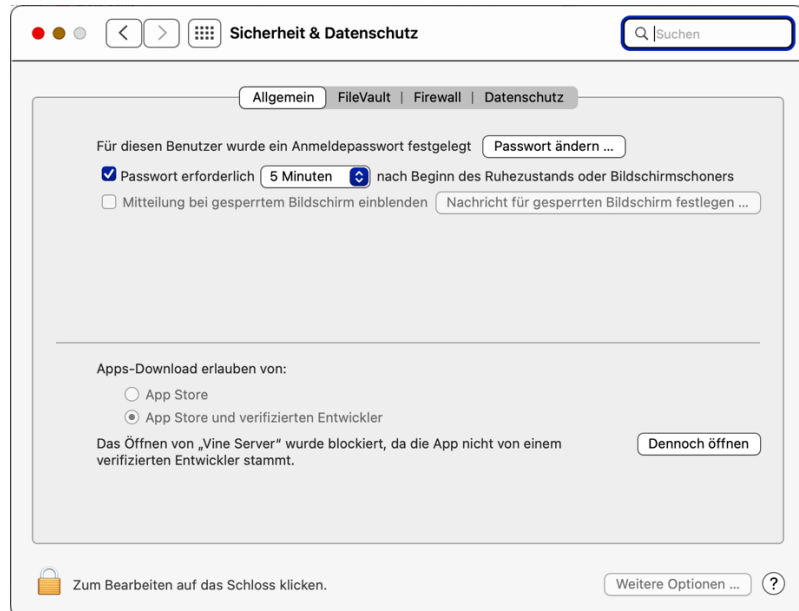 Sicherheit & Datenschutz
Suchen
Allgemein | FileVault | Firewall | Datenschutz
Für diesen Benutzer wurde ein Anmeldepasswort festgelegt Passwort ändern ...
Passwort erforderlich 5 Minuten nach Beginn des Ruhezustands oder Bildschirmschoners
Mitteilung bei gesperrtem Bildschirm einblenden Nachricht für gesperrten Bildschirm festlegen ...
Apps-Download erlauben von:
App Store
App Store und verifizierten Entwickler
Das Öffnen von „Vine Server“ wurde blockiert, da die App nicht von einem Dennoch öffnen
verifizierten Entwickler stammt.
Zum Bearbeiten auf das Schloss klicken. Weitere Optionen ... ?